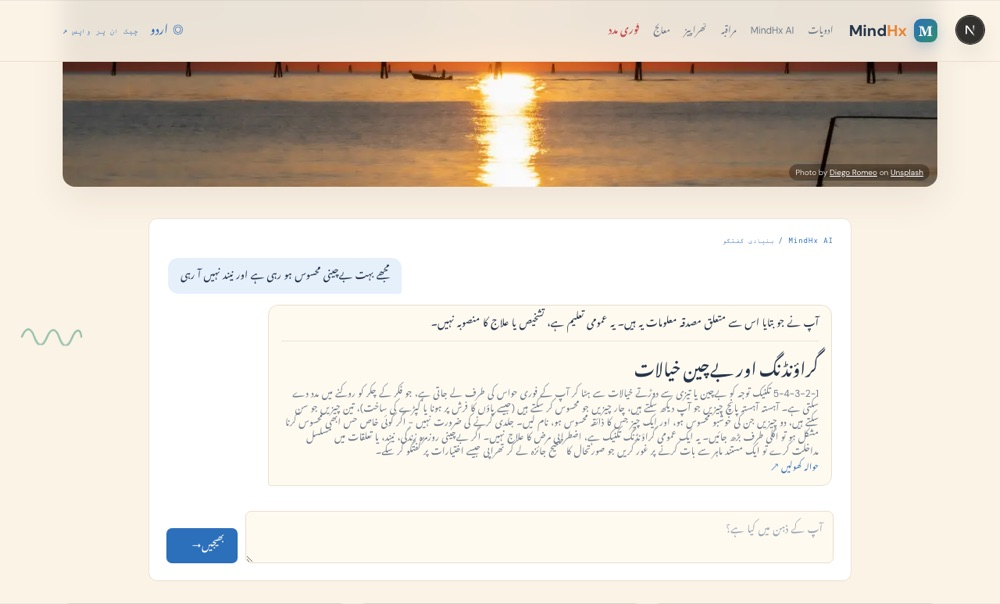 N
M MindHx
ادویات
MindHx AI
مراقبہ
تھراپیز
معالج
فوری مدد
اردو
چیک ان پر واپس
Photo by Diego Romeo on Unsplash
MindHx AI / بنیادی گفتگو
مجھے بہت بےچینی محسوس ہو رہی ہے اور نیند نہیں آ رہی
آپ نے جو بتایا اس سے متعلق مصدقہ معلومات یہ ہیں۔ یہ عمومی تعلیم ہے، تشخیص یا علاج کا منصوبہ نہیں۔
گراؤنڈنگ اور بےچین خیالات
5-4-3-2-1 تکنیک توجہ کو بےچین یا تیزی سے دوڑتے خیالات سے ہٹا کر آپ کے فوری حواس کی طرف لے جاتی ہے، جو فکر کے چکر کو روکنے میں مدد دے
سکتی ہے۔ آہستہ آہستہ پانچ چیزیں جو آپ دیکھ سکتے ہیں، چار چیزیں جو محسوس کر سکتے ہیں (جیسے پاؤں کا فرش پر ہونا یا کپڑے کی ساخت)، تین چیزیں جو سن
سکتے ہیں، دو چیزیں جن کی خوشبو محسوس ہو، اور ایک چیز جس کا ذائقہ محسوس ہو، نام لیں۔ جلدی کرنے کی ضرورت نہیں - اگر کوئی خاص حس ابھی محسوس کرنا
مشکل ہو تو اگلی طرف بڑھ جائیں۔ یہ ایک عمومی گراؤنڈنگ تکنیک ہے، اضطرابی مرض کا علاج نہیں۔ اگر بےچینی روزمرہ زندگی، نیند، یا تعلقات میں مسلسل
مداخلت کرے تو ایک مستند ماہر سے بات کرنے پر غور کریں جو صورتحال کا صحیح جائزہ لے کر تھراپی جیسے اختیارات پر گفتگو کر سکے۔
حوالہ کھولیں ↗
آپ کے ذہن میں کیا ہے؟
بھیجیں→